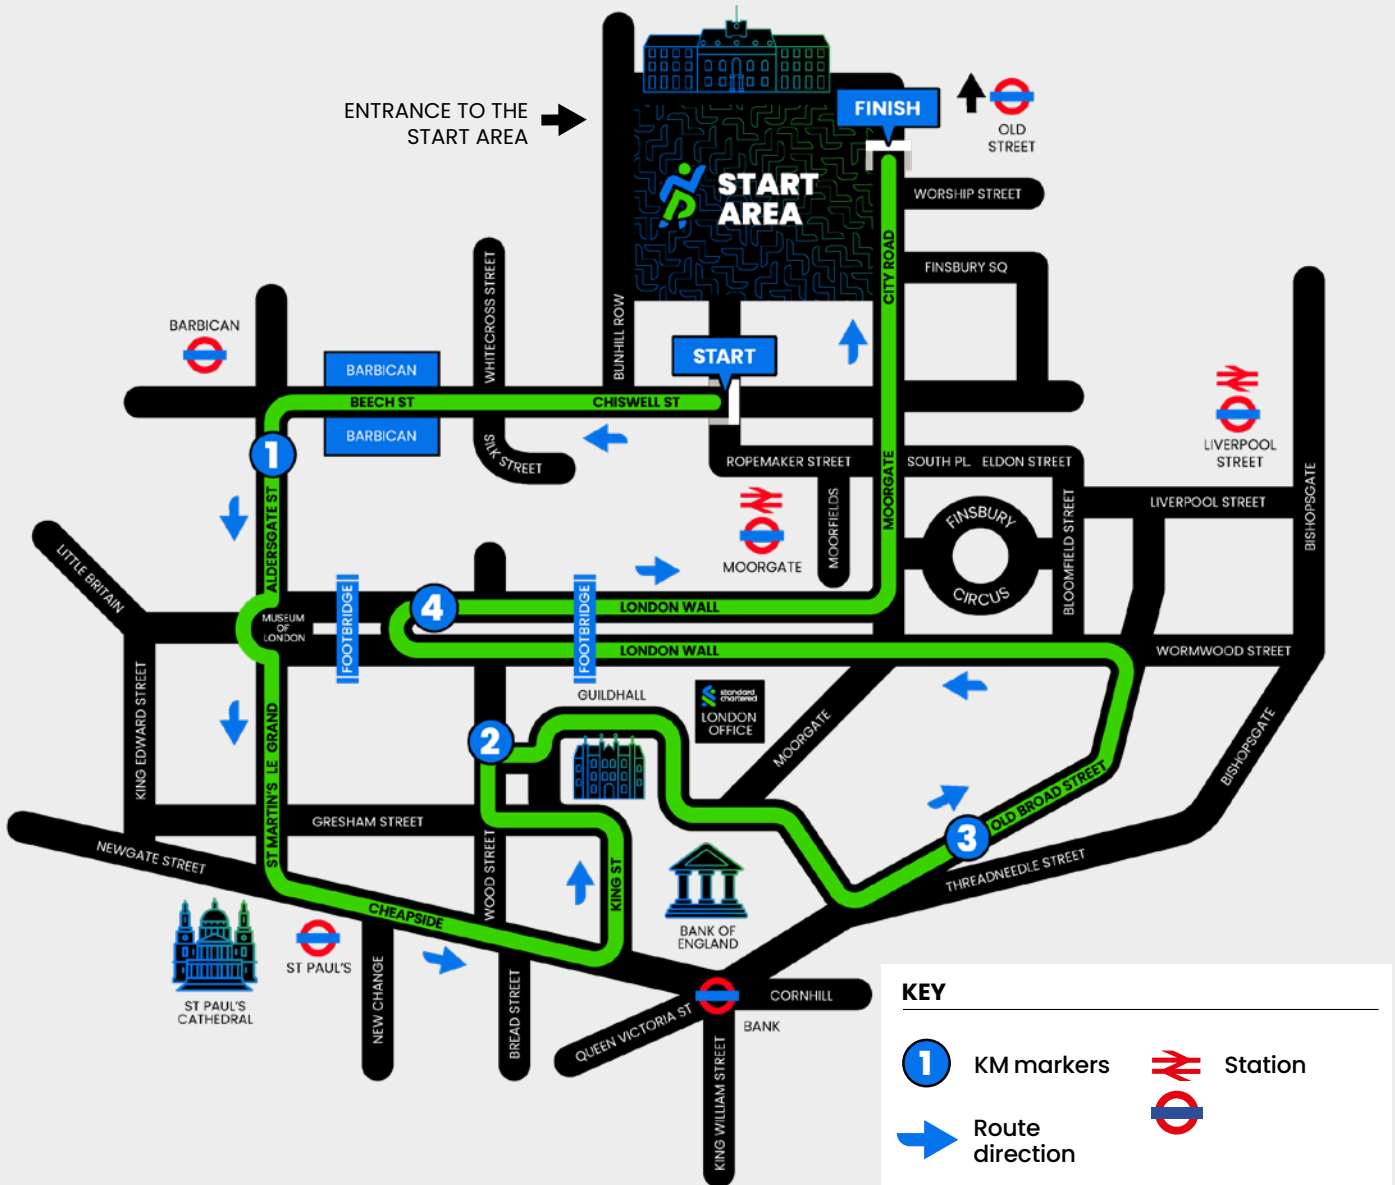 ENTRANCE TO THE
START AREA
FINISH
OLD
STREET
START
AREA
WORSHIP STREET
CITY ROAD
FINSBURY SQ
WHITECROSS STREET
BUNHILL ROW
BARBICAN
START
BARBICAN
BEECH ST
CHISWELL ST
BARBICAN
1
SILK STREET
ROPEMAKER STREET
SOUTH PL
ELDON STREET
LIVERPOOL
STREET
BISHOPSGATE
ALDERSGATE ST
MOORGATE
MOORFIELDS
MOORGATE
FINSBURY
CIRCUS
BLOOMFIELD STREET
LIVERPOOL STREET
LITTLE BRITAIN
MUSEUM
OF
LONDON
FOOTBRIDGE
4
FOOTBRIDGE
LONDON WALL
LONDON WALL
WORMWOOD STREET
KING EDWARD STREET
ST MARTIN'S LE GRAND
GUILDHALL
standard
chartered
LONDON
OFFICE
MOORGATE
BISHOPSGATE
2
GRESHAM STREET
OLD BROAD STREET
3
NEWGATE STREET
WOOD STREET
KING ST
THREADNEEDLE STREET
CHEAPSIDE
BANK OF
ENGLAND
ST PAUL'S
ST PAUL'S
CATHEDRAL
NEW CHANGE
BREAD STREET
CORNHILL
BANK
QUEEN VICTORIA ST
KING WILLIAM STREET
KEY
1
KM markers
Station
Route
direction